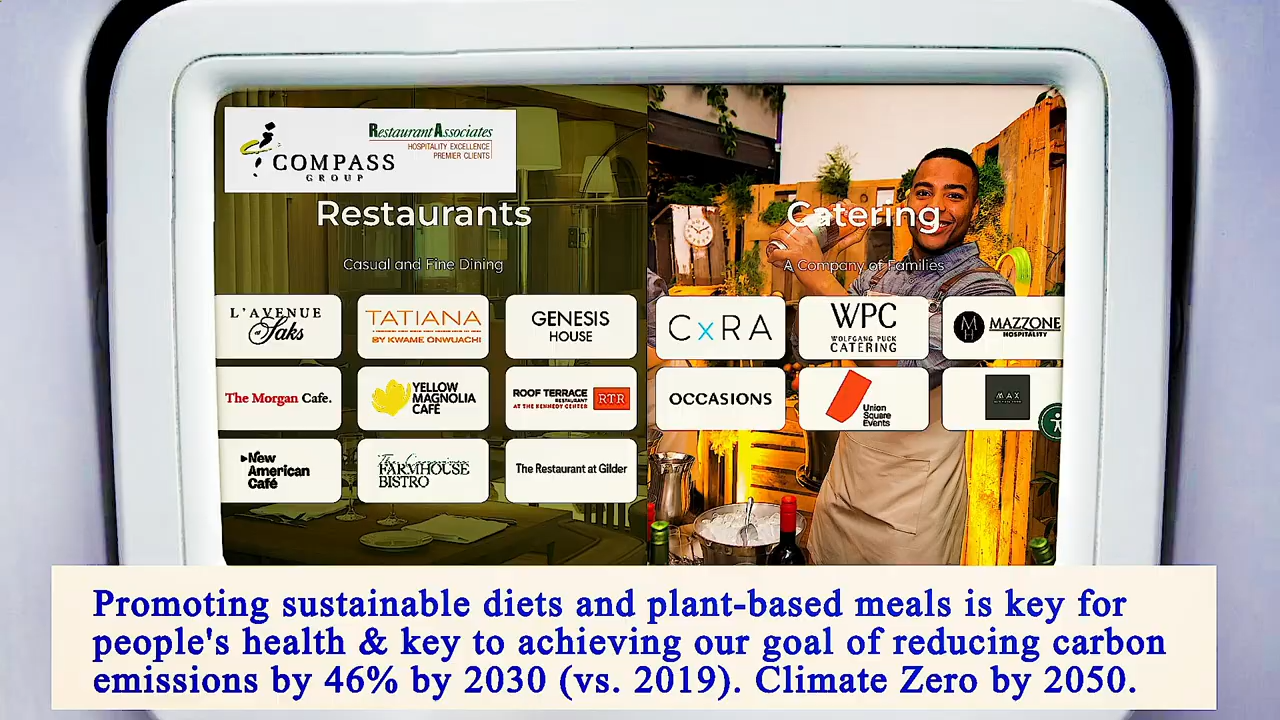 COMPASS
GROUP
Restaurant Associates
HOSPITALITY EXCELLENCE
PREMIER CLIENTS
Restaurants
Casual and Fine Dining
L'AVENUE
at Saks
TATIANA
BY KWAME ONWUACHI
GENESIS
HOUSE
The Morgan Cafe.
YELLOW
MAGNOLIA
CAFÉ
ROOF TERRACE
RESTAURANT
AT THE KENNEDY CENTER
RTR
New
American
Café
FARMHOUSE
BISTRO
The Restaurant at Gilder
Catering
A Company of Families
CxRA
WPC
WOLFGANG PUCK
CATERING
MH
MAZZONE
HOSPITALITY
OCCASIONS
Union
Square
Events
MAX
Promoting sustainable diets and plant-based meals is key for
people's health & key to achieving our goal of reducing carbon
emissions by 46% by 2030 (vs. 2019). Climate Zero by 2050.